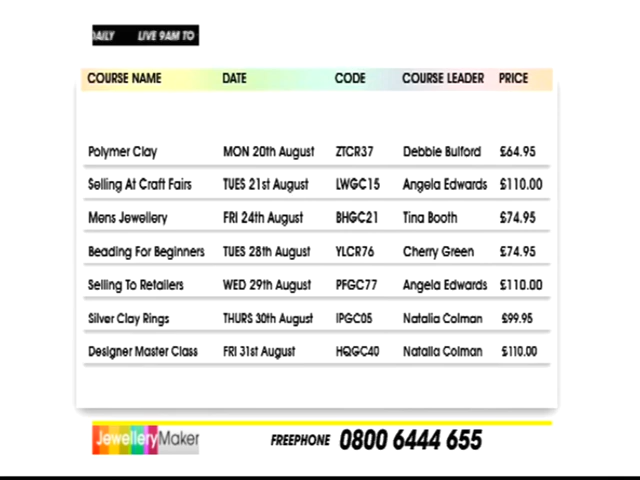 AILY LIVE 9AM TO
COURSE NAME DATE CODE COURSE LEADER PRICE
Polymer Clay MON 20th August ZTCR37 Debbie Bulford £64.95
Selling At Craft Fairs TUES 21st August LWGC15 Angela Edwards £110.00
Mens Jewellery FRI 24th August BHGC21 Tina Booth £74.95
Beading For Beginners TUES 28th August YLCR76 Cherry Green £74.95
Selling To Retailers WED 29th August PFGC77 Angela Edwards £110.00
Silver Clay Rings THURS 30th August IPGC05 Natalia Colman £99.95
Designer Master Class FRI 31st August HQGC40 Natalia Colman £110.00
JewelleryMaker FREEPHONE 0800 6444 655